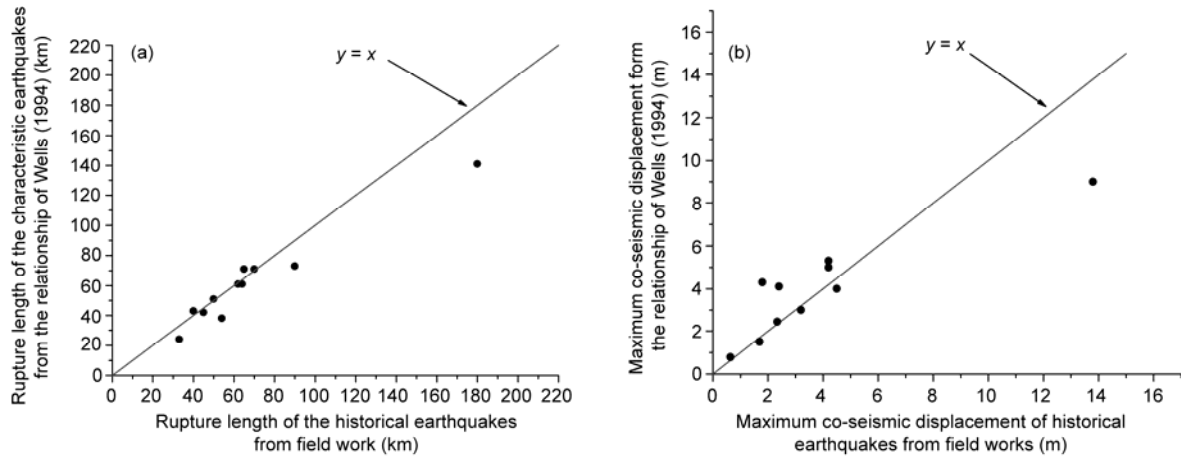 (a)
y = x
Rupture length of the characteristic earthquakes
from the relationship of Wells (1994) (km)
220
200
180
160
140
120
100
80
60
40
20
0
0 20 40 60 80 100 120 140 160 180 200 220
Rupture length of the historical earthquakes
from field work (km)
(b)
y = x
Maximum co-seismic displacement form
the relationship of Wells (1994) (m)
16
14
12
10
8
6
4
2
0
0 2 4 6 8 10 12 14 16
Maximum co-seismic displacement of historical
earthquakes from field works (m)